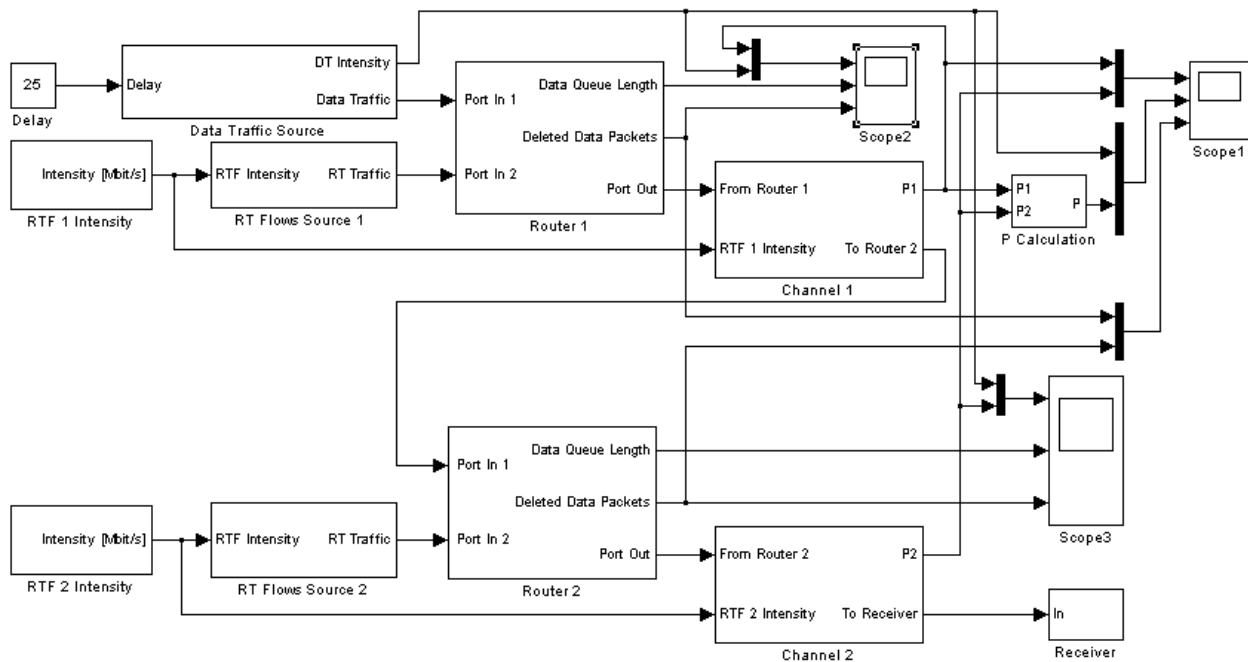 25
Delay
Delay
DT Intensity
Data Traffic
Data Traffic Source
Intensity [Mbit/s]
RTF 1 Intensity
RTF Intensity
RT Traffic
RT Flows Source 1
Port In 1
Port In 2
Data Queue Length
Deleted Data Packets
Port Out
Router 1
Scope2
From Router 1
RTF 1 Intensity
P1
To Router 2
Channel 1
P1
P2
P
P Calculation
Scope1
Port In 1
Port In 2
Data Queue Length
Deleted Data Packets
Port Out
Router 2
Intensity [Mbit/s]
RTF 2 Intensity
RTF Intensity
RT Traffic
RT Flows Source 2
From Router 2
RTF 2 Intensity
P2
To Receiver
Channel 2
Scope3
In
Receiver